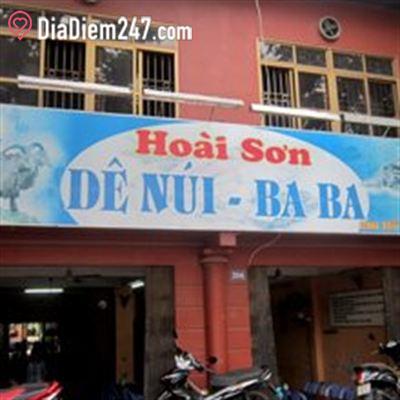 DiaDiem247.com
Hoài Sơn
DÊ NÚI - BA BA